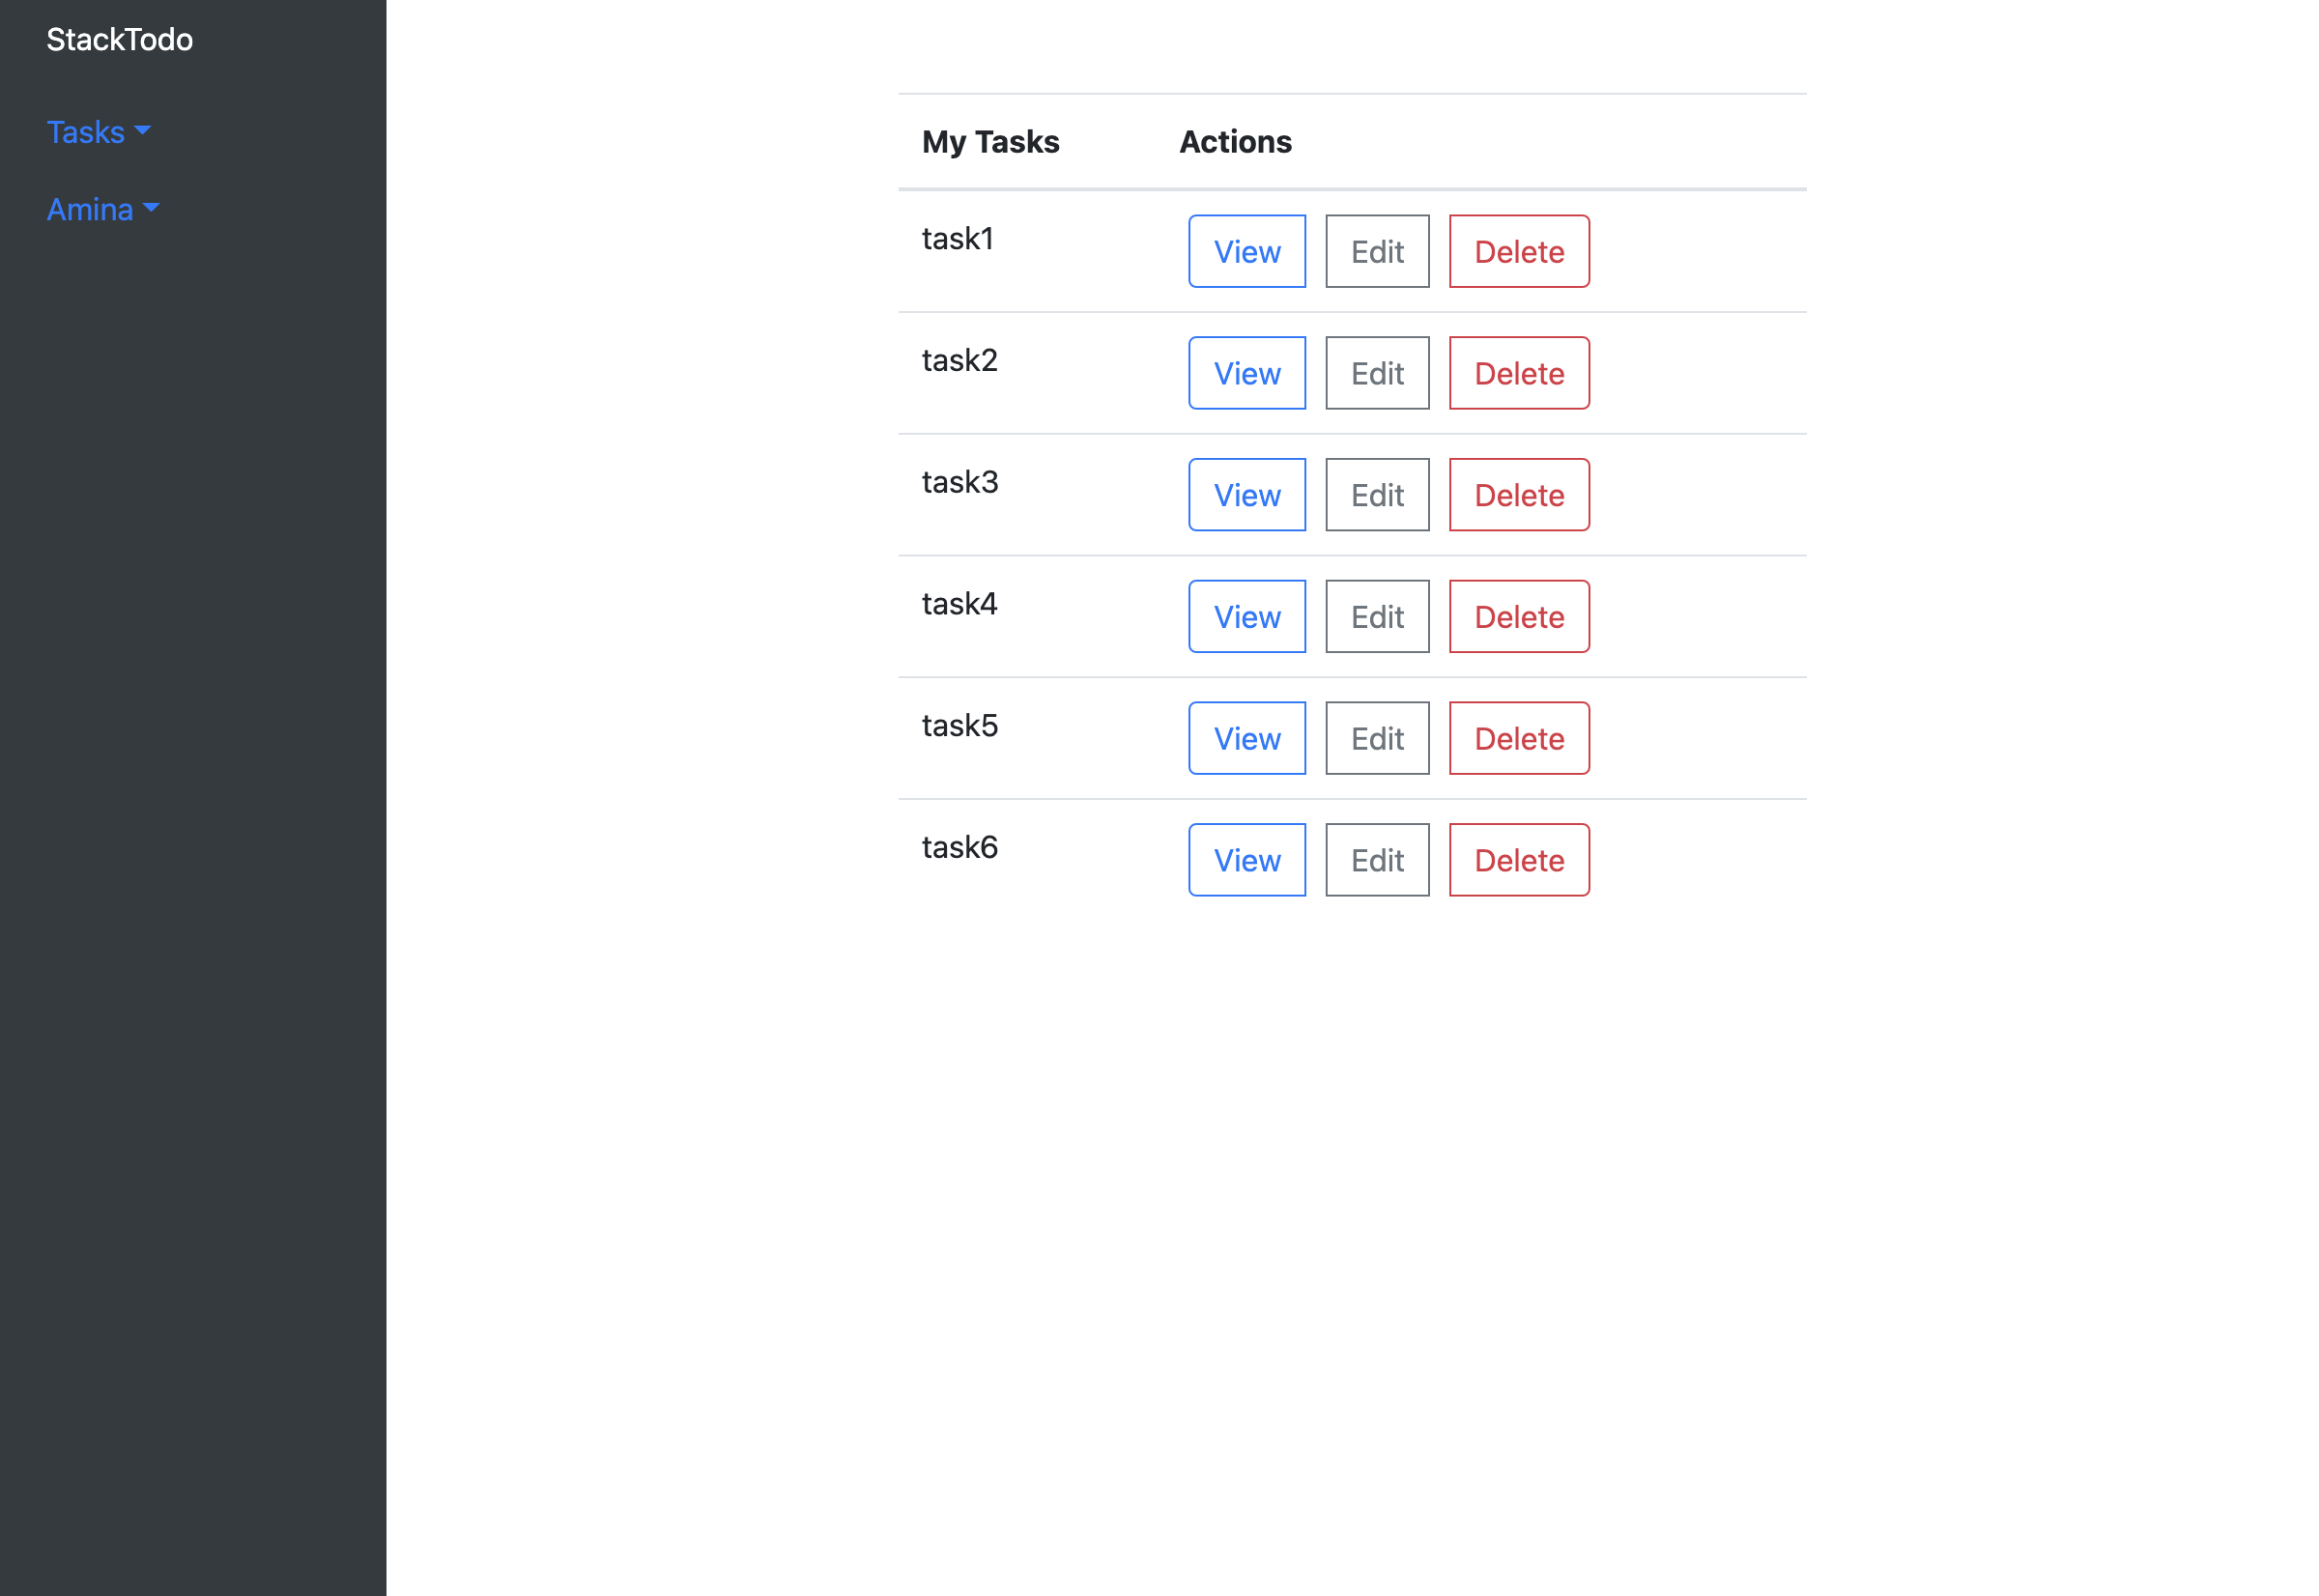 StackTodo
Tasks
Amina
My Tasks Actions
task1 View Edit Delete
task2 View Edit Delete
task3 View Edit Delete
task4 View Edit Delete
task5 View Edit Delete
task6 View Edit Delete